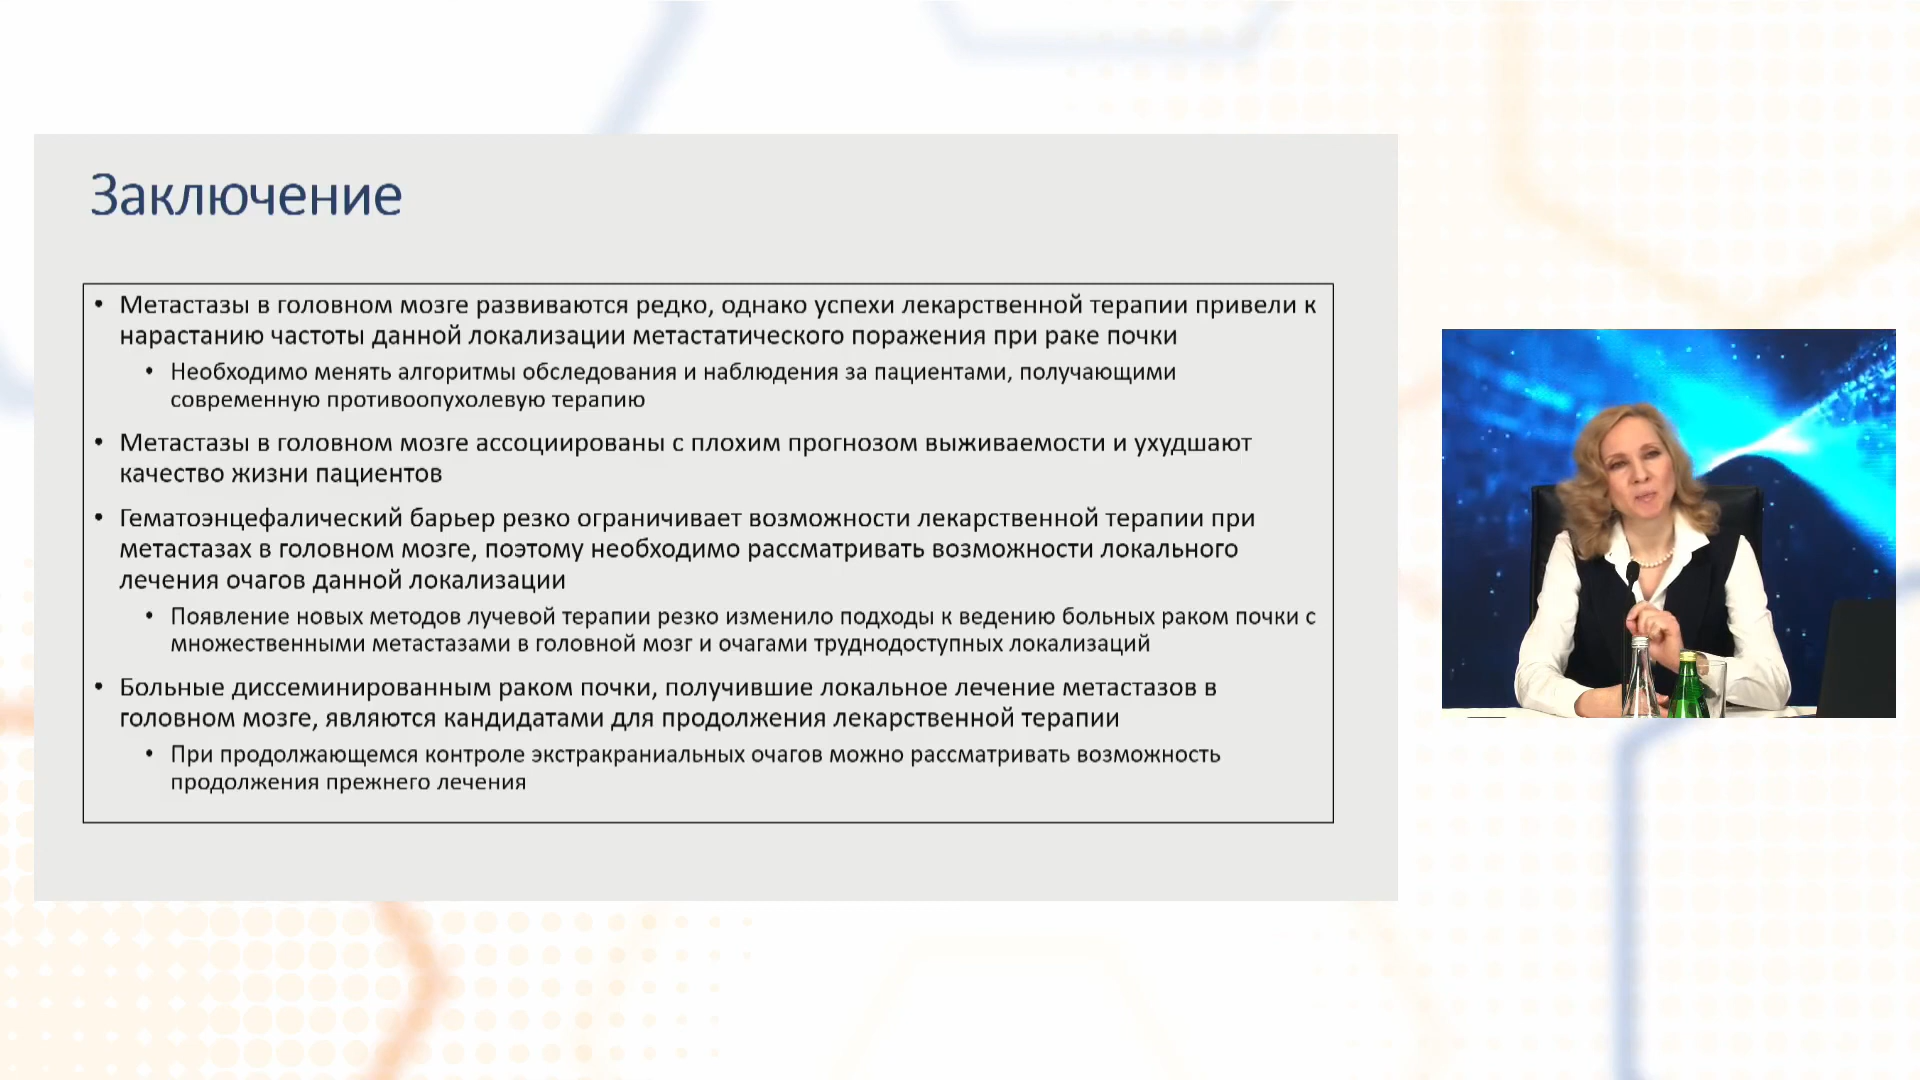 Заключение
• Метастазы в головном мозге развиваются редко, однако успехи лекарственной терапии привели к
нарастанию частоты данной локализации метастатического поражения при раке почки
• Необходимо менять алгоритмы обследования и наблюдения за пациентами, получающими
современную противоопухолевую терапию
• Метастазы в головном мозге ассоциированы с плохим прогнозом выживаемости и ухудшают
качество жизни пациентов
• Гематоэнцефалический барьер резко ограничивает возможности лекарственной терапии при
метастазах в головном мозге, поэтому необходимо рассматривать возможности локального
лечения очагов данной локализации
• Появление новых методов лучевой терапии резко изменило подходы к ведению больных раком почки с
множественными метастазами в головной мозг и очагами труднодоступных локализаций
• Больные диссеминированным раком почки, получившие локальное лечение метастазов в
головном мозге, являются кандидатами для продолжения лекарственной терапии
• При продолжающемся контроле экстракраниальных очагов можно рассматривать возможность
продолжения прежнего лечения